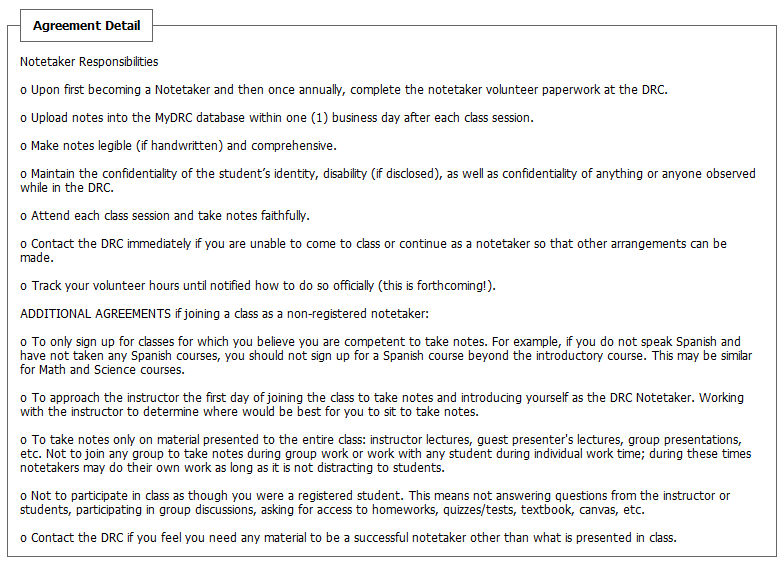 Agreement Detail
Notetaker Responsibilities
o Upon first becoming a Notetaker and then once annually, complete the notetaker volunteer paperwork at the DRC.
o Upload notes into the MyDRC database within one (1) business day after each class session.
o Make notes legible (if handwritten) and comprehensive.
o Maintain the confidentiality of the student’s identity, disability (if disclosed), as well as confidentiality of anything or anyone observed
while in the DRC.
o Attend each class session and take notes faithfully.
o Contact the DRC immediately if you are unable to come to class or continue as a notetaker so that other arrangements can be
made.
o Track your volunteer hours until notified how to do so officially (this is forthcoming!).
ADDITIONAL AGREEMENTS if joining a class as a non-registered notetaker:
o To only sign up for classes for which you believe you are competent to take notes. For example, if you do not speak Spanish and
have not taken any Spanish courses, you should not sign up for a Spanish course beyond the introductory course. This may be similar
for Math and Science courses.
o To approach the instructor the first day of joining the class to take notes and introducing yourself as the DRC Notetaker. Working
with the instructor to determine where would be best for you to sit to take notes.
o To take notes only on material presented to the entire class: instructor lectures, guest presenter's lectures, group presentations,
etc. Not to join any group to take notes during group work or work with any student during individual work time; during these times
notetakers may do their own work as long as it is not distracting to students.
o Not to participate in class as though you were a registered student. This means not answering questions from the instructor or
students, participating in group discussions, asking for access to homeworks, quizzes/tests, textbook, canvas, etc.
o Contact the DRC if you feel you need any material to be a successful notetaker other than what is presented in class.